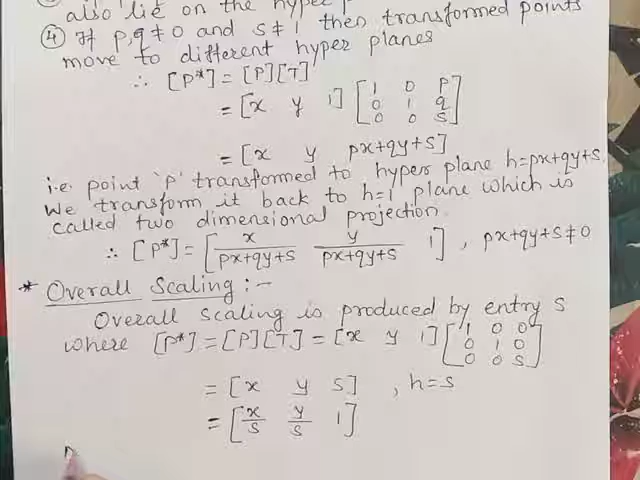 also lie on the hyper p
④ If p,q ≠ 0 and s ≠ 1 then transformed points
move to different hyper planes
∴ [P*] = [P][T]
= [x y 1] [1 0 p
0 1 q
0 0 s]
= [x y px+qy+s]
i.e. point 'p' transformed to hyper plane h=px+qy+s.
We transform it back to h=1 plane which is
called two dimensional projection.
∴ [P*] = [x/px+qy+s y/px+qy+s 1], px+qy+s≠0
* Overall Scaling :-
Overall scaling is produced by entry s
where [P*] = [P][T] = [x y 1] [1 0 0
0 1 0
0 0 s]
= [x y s] , h=s
= [x/s y/s 1]